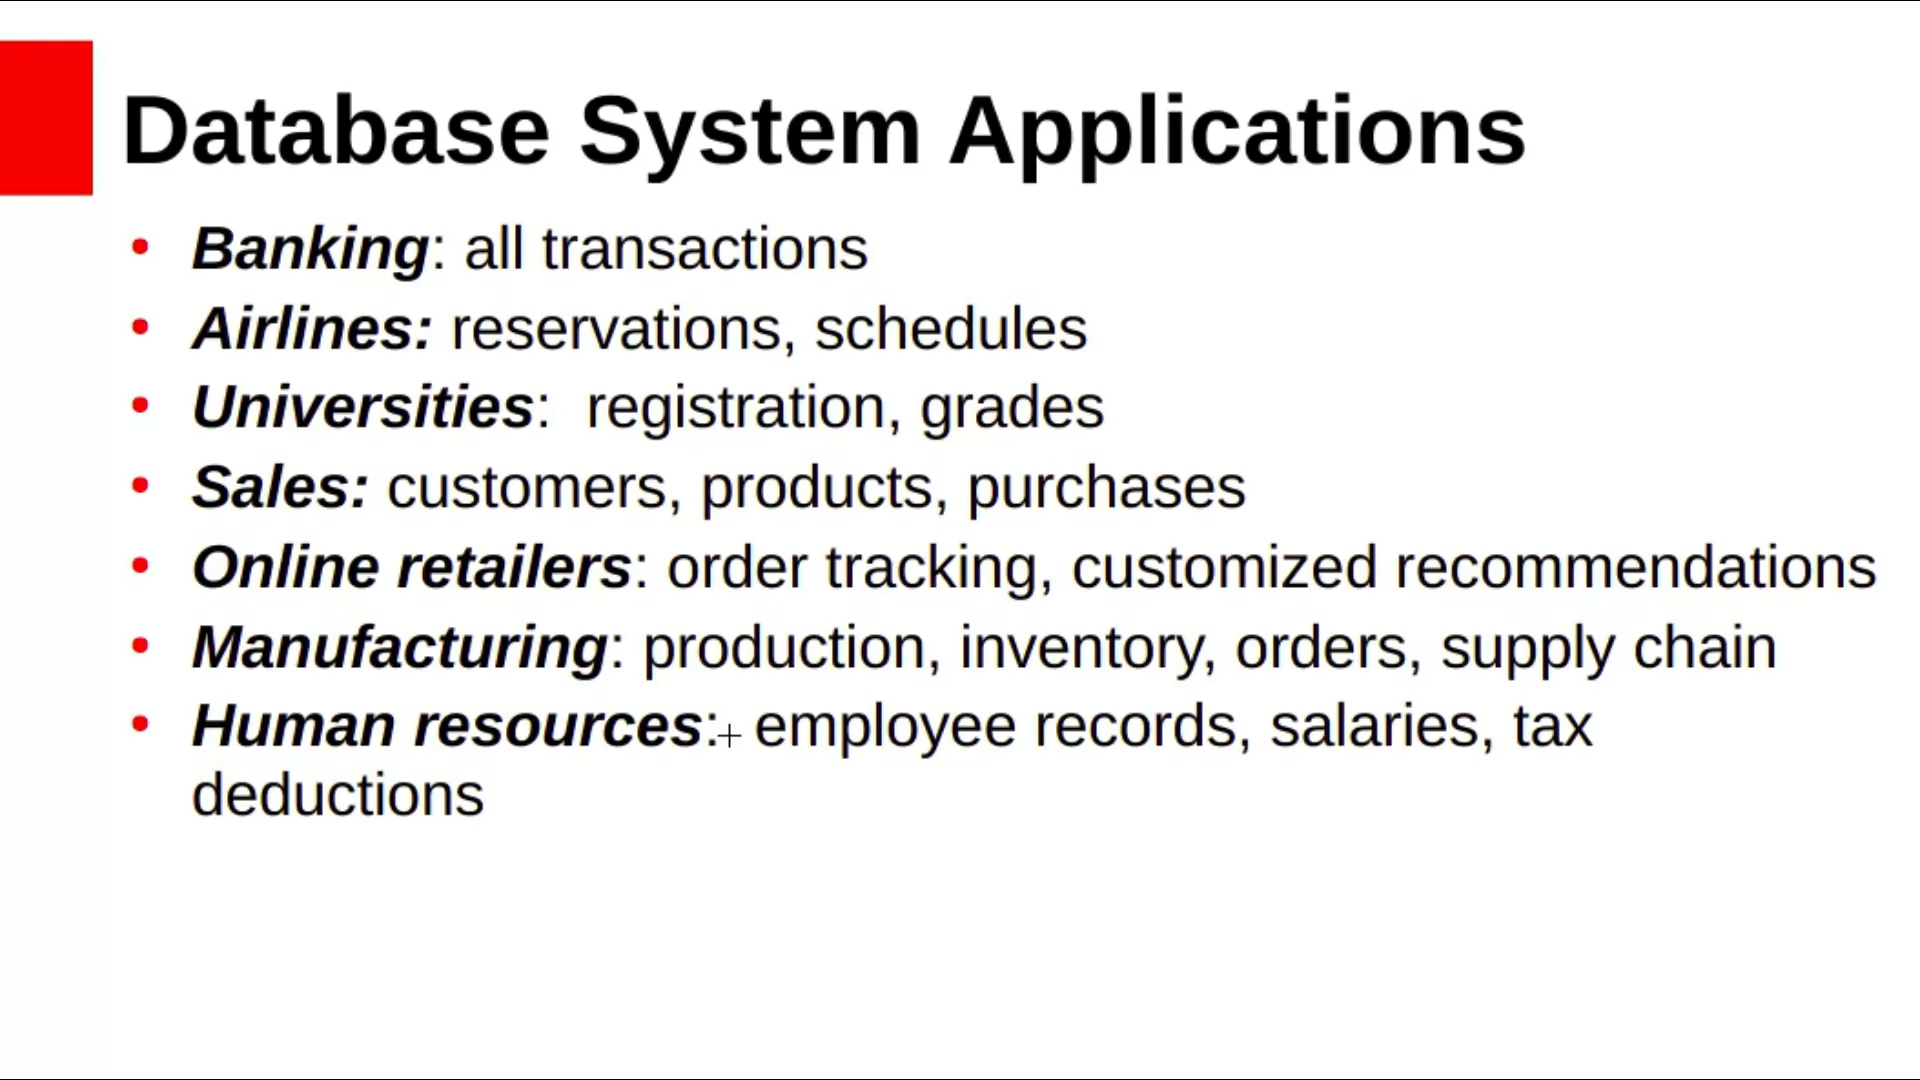 Database System Applications
• Banking: all transactions
• Airlines: reservations, schedules
• Universities:  registration, grades
• Sales: customers, products, purchases
• Online retailers: order tracking, customized recommendations
• Manufacturing: production, inventory, orders, supply chain
• Human resources: employee records, salaries, tax
deductions